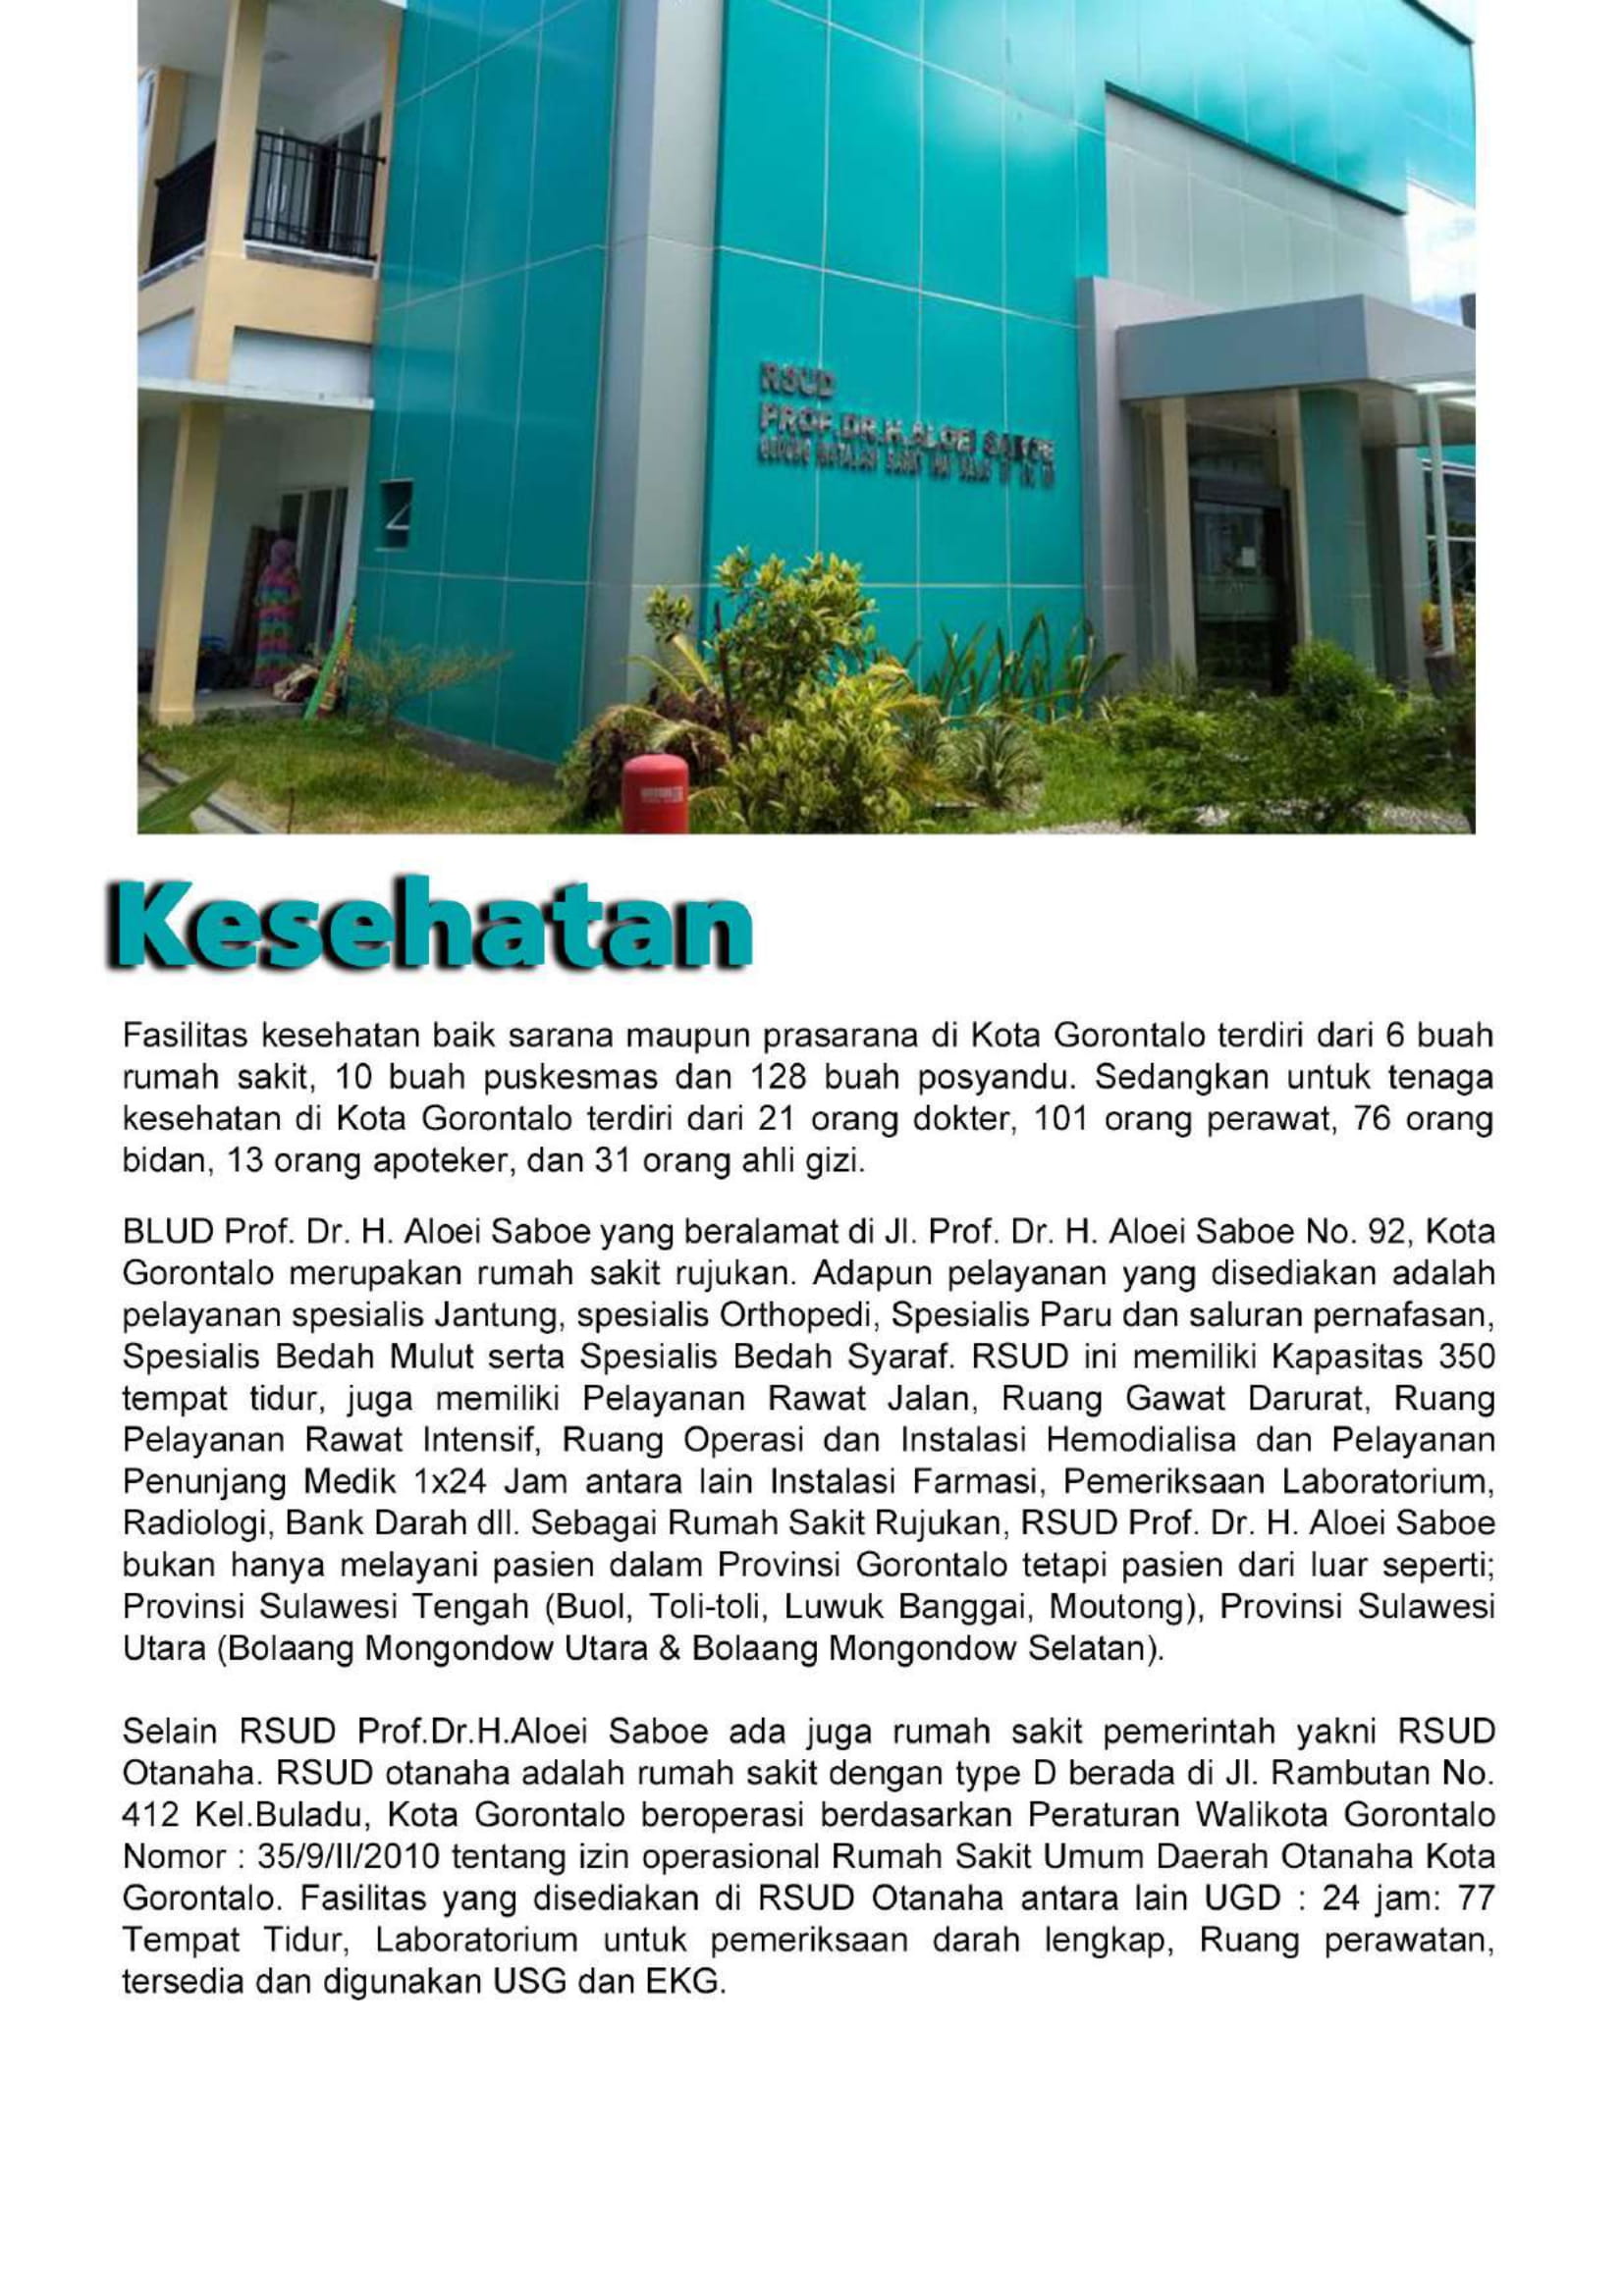 RSUD
PROF.DR.H.ALOEI SABOE
Kesehatan
Fasilitas kesehatan baik sarana maupun prasarana di Kota Gorontalo terdiri dari 6 buah
rumah sakit, 10 buah puskesmas dan 128 buah posyandu. Sedangkan untuk tenaga
kesehatan di Kota Gorontalo terdiri dari 21 orang dokter, 101 orang perawat, 76 orang
bidan, 13 orang apoteker, dan 31 orang ahli gizi.
BLUD Prof. Dr. H. Aloei Saboe yang beralamat di Jl. Prof. Dr. H. Aloei Saboe No. 92, Kota
Gorontalo merupakan rumah sakit rujukan. Adapun pelayanan yang disediakan adalah
pelayanan spesialis Jantung, spesialis Orthopedi, Spesialis Paru dan saluran pernafasan,
Spesialis Bedah Mulut serta Spesialis Bedah Syaraf. RSUD ini memiliki Kapasitas 350
tempat tidur, juga memiliki Pelayanan Rawat Jalan, Ruang Gawat Darurat, Ruang
Pelayanan Rawat Intensif, Ruang Operasi dan Instalasi Hemodialisa dan Pelayanan
Penunjang Medik 1x24 Jam antara lain Instalasi Farmasi, Pemeriksaan Laboratorium,
Radiologi, Bank Darah dll. Sebagai Rumah Sakit Rujukan, RSUD Prof. Dr. H. Aloei Saboe
bukan hanya melayani pasien dalam Provinsi Gorontalo tetapi pasien dari luar seperti;
Provinsi Sulawesi Tengah (Buol, Toli-toli, Luwuk Banggai, Moutong), Provinsi Sulawesi
Utara (Bolaang Mongondow Utara & Bolaang Mongondow Selatan).
Selain RSUD Prof.Dr.H.Aloei Saboe ada juga rumah sakit pemerintah yakni RSUD
Otanaha. RSUD otanaha adalah rumah sakit dengan type D berada di Jl. Rambutan No.
412 Kel.Buladu, Kota Gorontalo beroperasi berdasarkan Peraturan Walikota Gorontalo
Nomor : 35/9/II/2010 tentang izin operasional Rumah Sakit Umum Daerah Otanaha Kota
Gorontalo. Fasilitas yang disediakan di RSUD Otanaha antara lain UGD : 24 jam: 77
Tempat Tidur, Laboratorium untuk pemeriksaan darah lengkap, Ruang perawatan,
tersedia dan digunakan USG dan EKG.